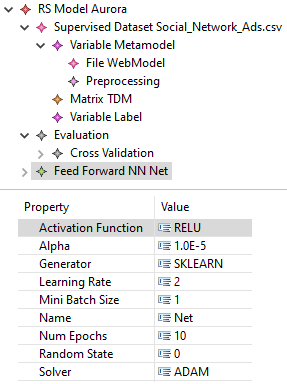 RS Model Aurora
Supervised Dataset Social_Network_Ads.csv
Variable Metamodel
File WebModel
Preprocessing
Matrix TDM
Variable Label
Evaluation
Cross Validation
Feed Forward NN Net
Property Value
Activation Function RELU
Alpha 1.0E-5
Generator SKLEARN
Learning Rate 2
Mini Batch Size 1
Name Net
Num Epochs 10
Random State 0
Solver ADAM